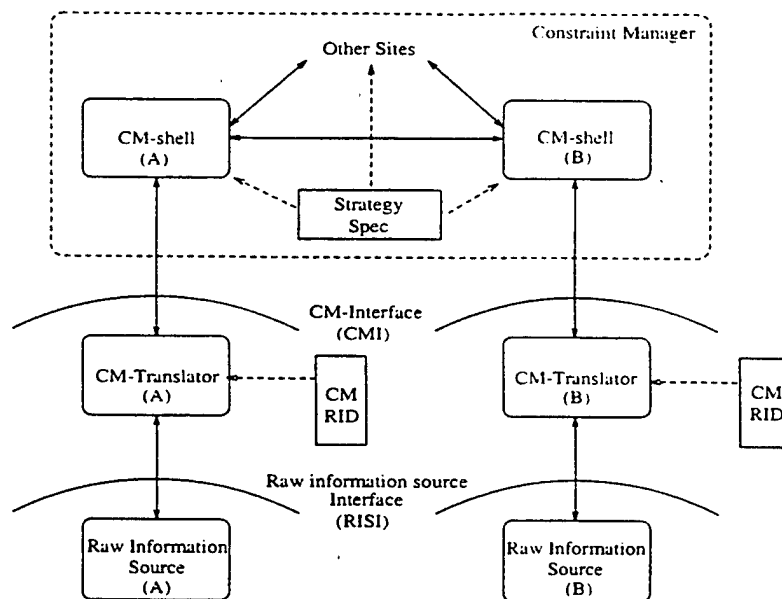 Constraint Manager
Other Sites
CM-shell
(A)
CM-shell
(B)
Strategy
Spec
CM-Interface
(CMI)
CM-Translator
(A)
CM
RID
CM-Translator
(B)
CM
RID
Raw information source
Interface
(RISI)
Raw Information
Source
(A)
Raw Information
Source
(B)